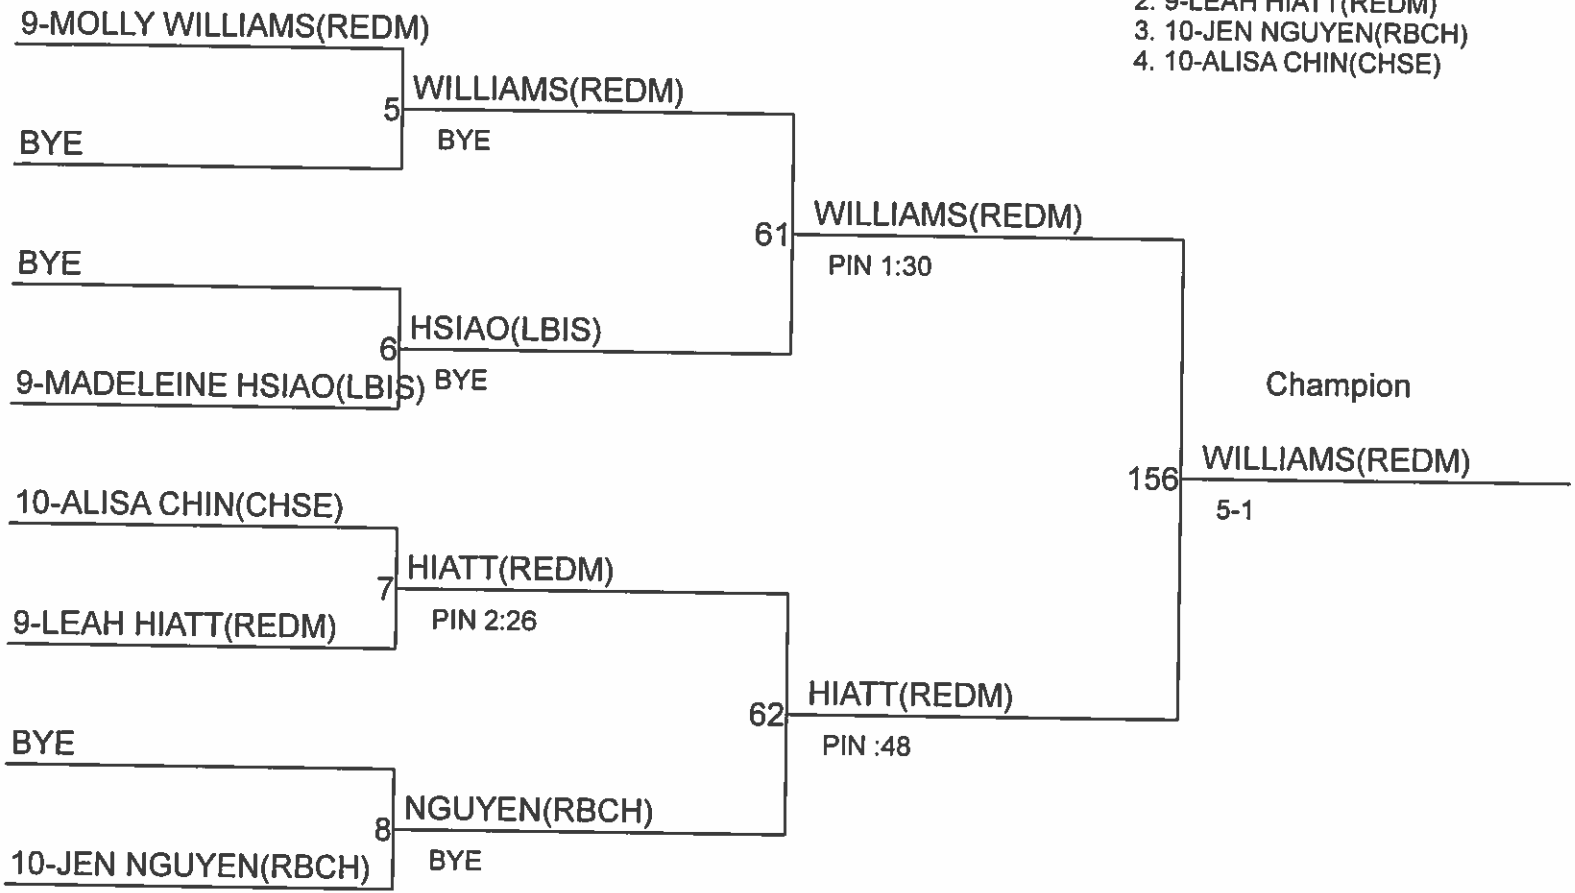 2. 9-LEAH HIATT(REDM)
3. 10-JEN NGUYEN(RBCH)
4. 10-ALISA CHIN(CHSE)
9-MOLLY WILLIAMS(REDM)
5
WILLIAMS(REDM)
BYE
BYE
61
WILLIAMS(REDM)
PIN 1:30
BYE
6
HSIAO(LBIS)
BYE
9-MADELEINE HSIAO(LBIS)
Champion
156
WILLIAMS(REDM)
5-1
10-ALISA CHIN(CHSE)
7
HIATT(REDM)
PIN 2:26
9-LEAH HIATT(REDM)
62
HIATT(REDM)
PIN :48
BYE
8
NGUYEN(RBCH)
BYE
10-JEN NGUYEN(RBCH)